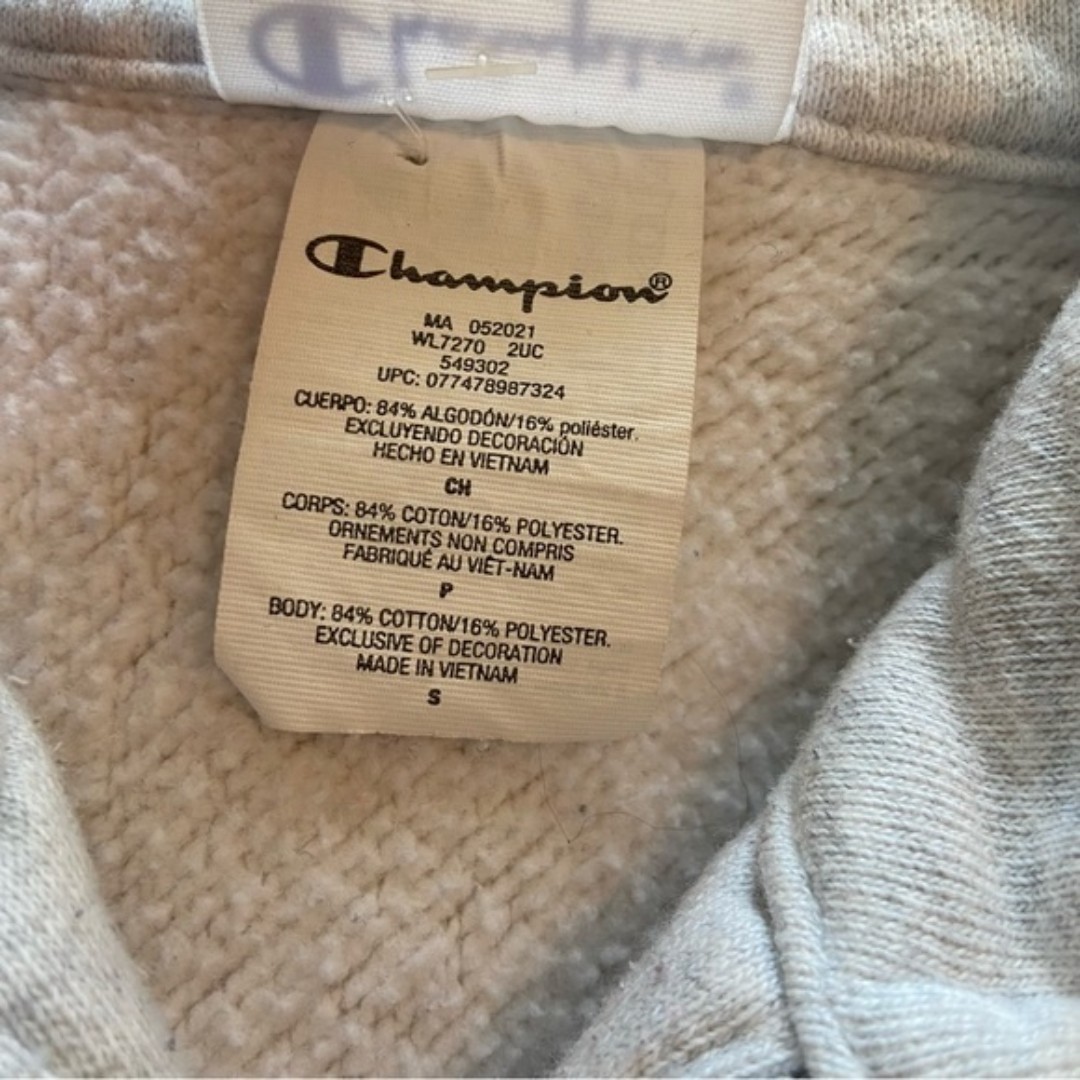 Champion
Champion®
MA 052021
WL7270 2UC
549302
UPC: 077478987324
CUERPO: 84% ALGODÓN/16% poliéster.
EXCLUYENDO DECORACIÓN
HECHO EN VIETNAM
CH
CORPS: 84% COTON/16% POLYESTER.
ORNEMENTS NON COMPRIS
FABRIQUÉ AU VIÊT-NAM
P
BODY: 84% COTTON/16% POLYESTER.
EXCLUSIVE OF DECORATION
MADE IN VIETNAM
S